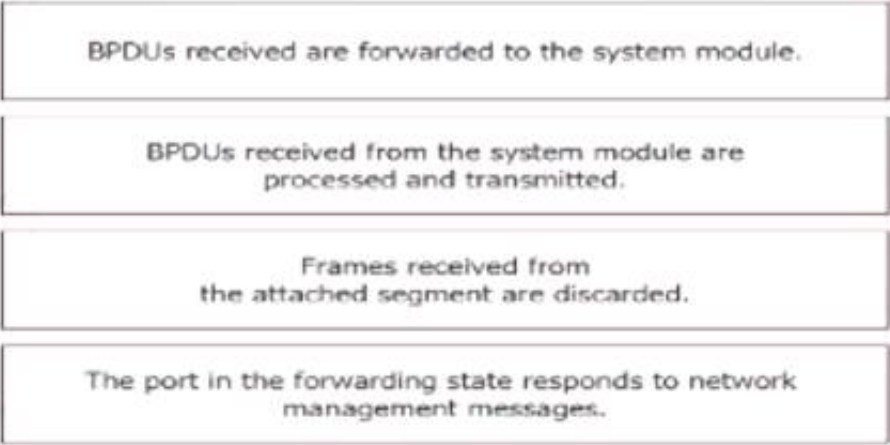 BPDUs received are forwarded to the system module.
BPDUs received from the system module are
processed and transmitted.
Frames received from
the attached segment are discarded.
The port in the forwarding state responds to network
management messages.